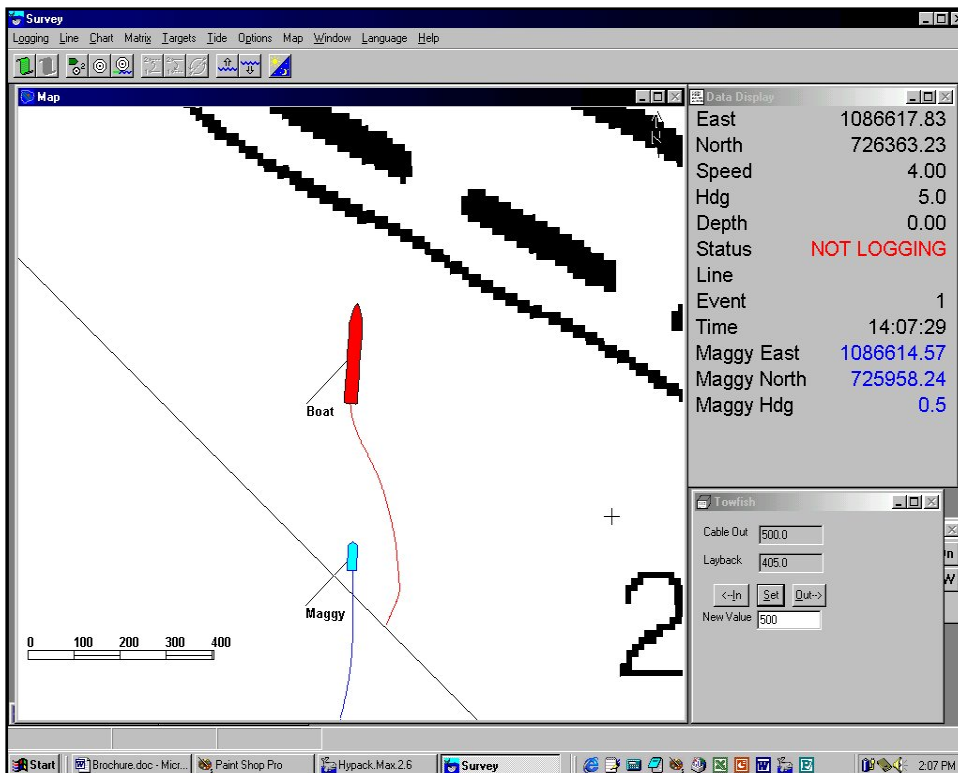 Survey
Logging Line Chart Matrix Targets Tide Options Map Window Language Help
Map
N
Boat
Maggy
0 100 200 300 400
2
Data Display
East 1086617.83
North 726363.23
Speed 4.00
Hdg 5.0
Depth 0.00
Status NOT LOGGING
Line
Event 1
Time 14:07:29
Maggy East 1086614.57
Maggy North 725958.24
Maggy Hdg 0.5
Towfish
Cable Out 500.0
Layback 405.0
<--In Set Out-->
New Value 500
Start Brochure.doc - Micr... Paint Shop Pro Hypack.Max.2.6 Survey 2:07 PM